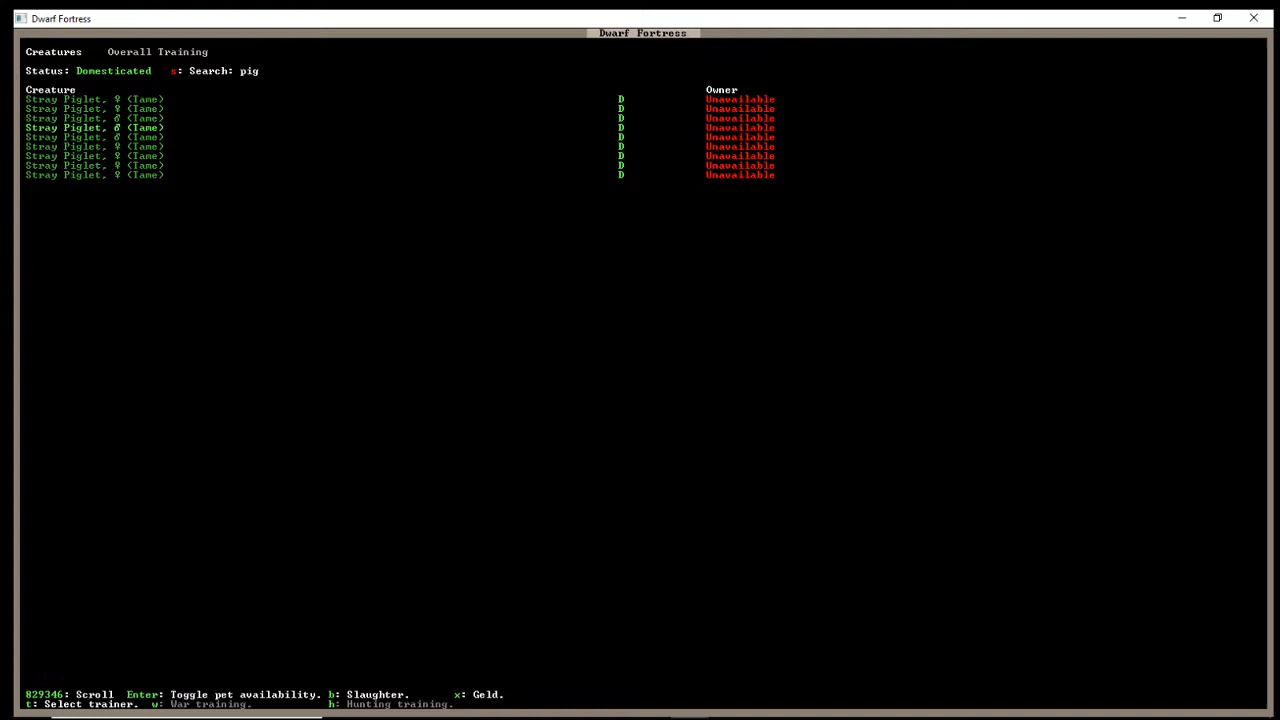 Dwarf Fortress
Dwarf Fortress
Creatures Overall Training
Status: Domesticated s: Search: pig
Creature Owner
Stray Piglet, ♀ (Tame) D Unavailable
Stray Piglet, ♀ (Tame) D Unavailable
Stray Piglet, ♂ (Tame) D Unavailable
Stray Piglet, ♂ (Tame) D Unavailable
Stray Piglet, ♂ (Tame) D Unavailable
Stray Piglet, ♀ (Tame) D Unavailable
Stray Piglet, ♀ (Tame) D Unavailable
Stray Piglet, ♀ (Tame) D Unavailable
Stray Piglet, ♀ (Tame) D Unavailable
829346: Scroll Enter: Toggle pet availability. b: Slaughter. x: Geld.
t: Select trainer. w: War training. h: Hunting training.